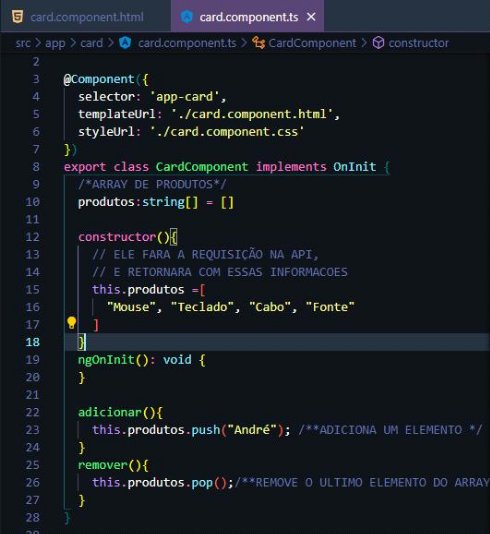 card.component.html
card.component.ts
src > app > card > card.component.ts > CardComponent > constructor
2
3 @Component({
4 selector: 'app-card',
5 templateUrl: './card.component.html',
6 styleUrl: './card.component.css'
7 })
8 export class CardComponent implements OnInit {
9 /*ARRAY DE PRODUTOS*/
10 produtos:string[] = []
11
12 constructor(){
13 // ELE FARA A REQUISIÇÃO NA API,
14 // E RETORNARA COM ESSAS INFORMACOES
15 this.produtos =[
16 "Mouse", "Teclado", "Cabo", "Fonte"
17 ]
18 }
19 ngOnInit(): void {
20 }
21
22 adicionar(){
23 this.produtos.push("André"); /**ADICIONA UM ELEMENTO */
24 }
25 remover(){
26 this.produtos.pop();/**REMOVE O ULTIMO ELEMENTO DO ARRAY
27 }
28 }